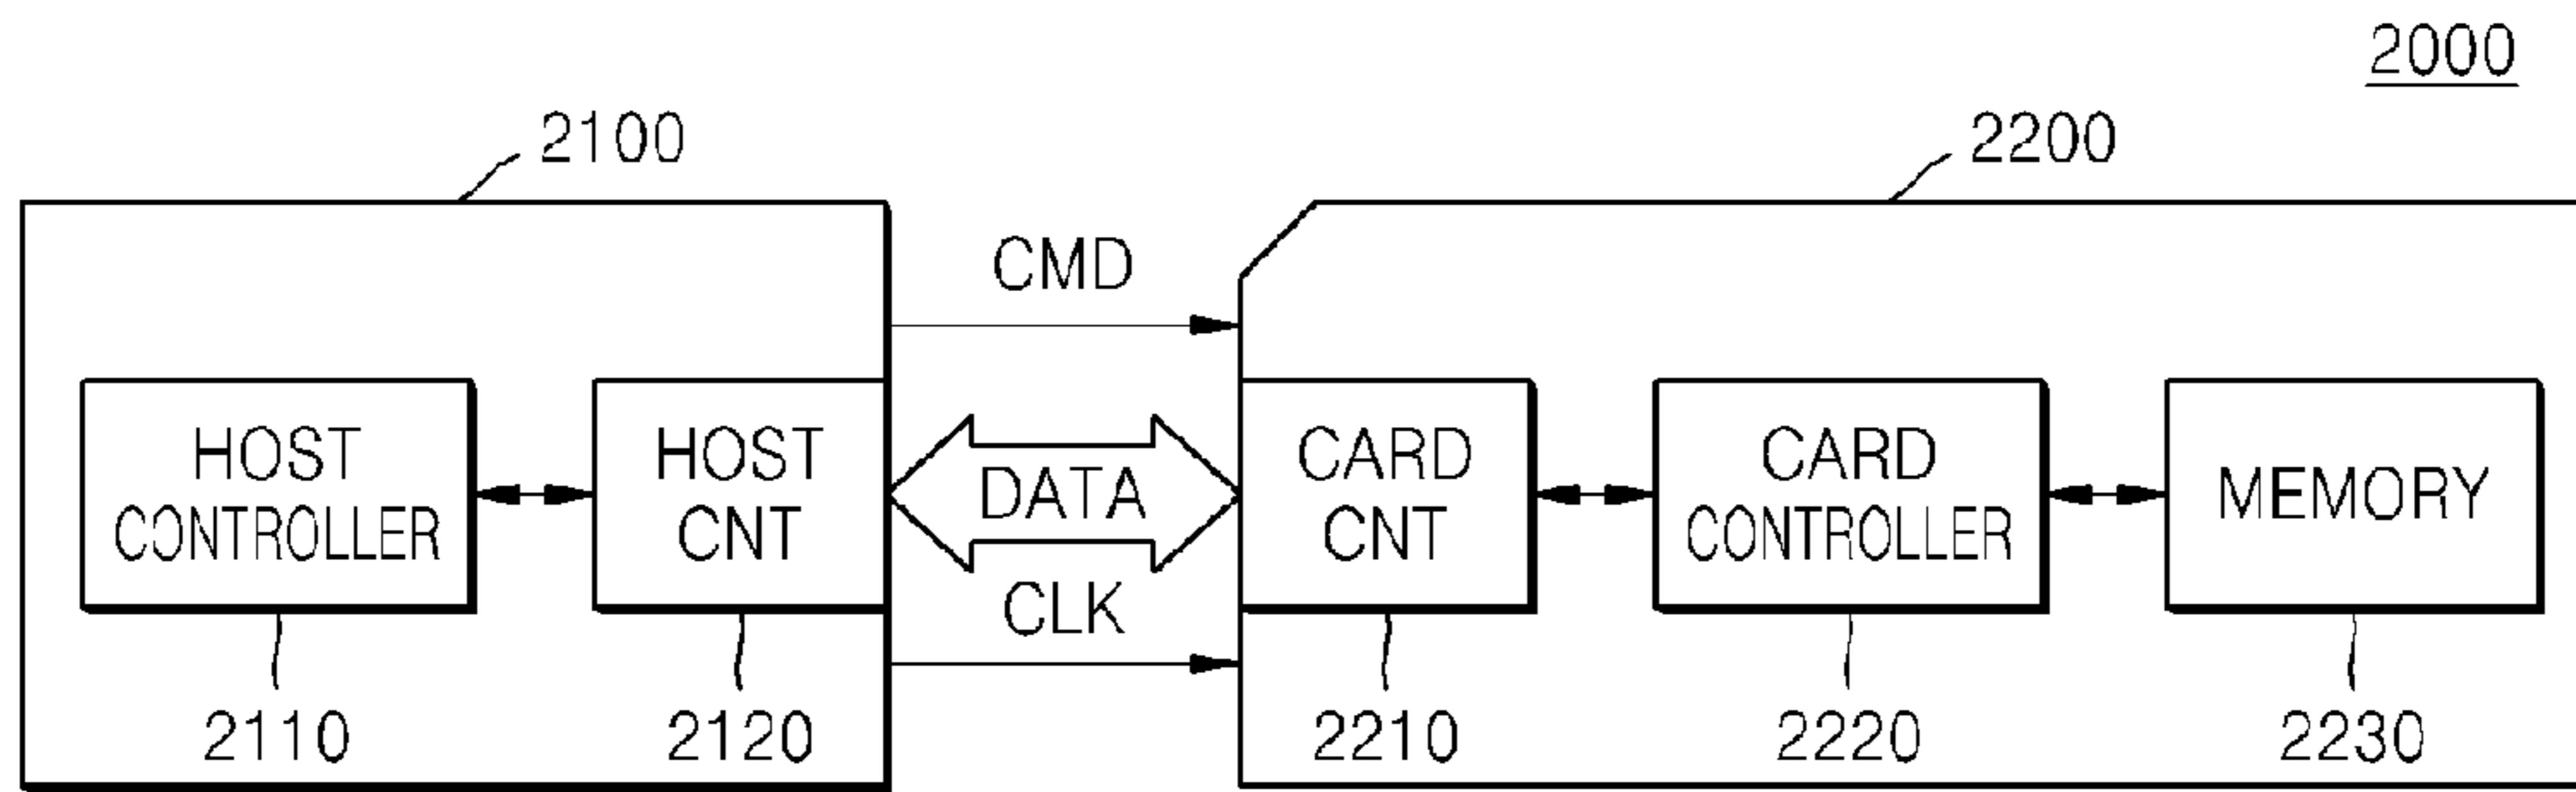 2000
2100
2200
CMD
HOST
CONTROLLER
HOST
CNT
DATA
CARD
CNT
CARD
CONTROLLER
MEMORY
CLK
2110
2120
2210
2220
2230